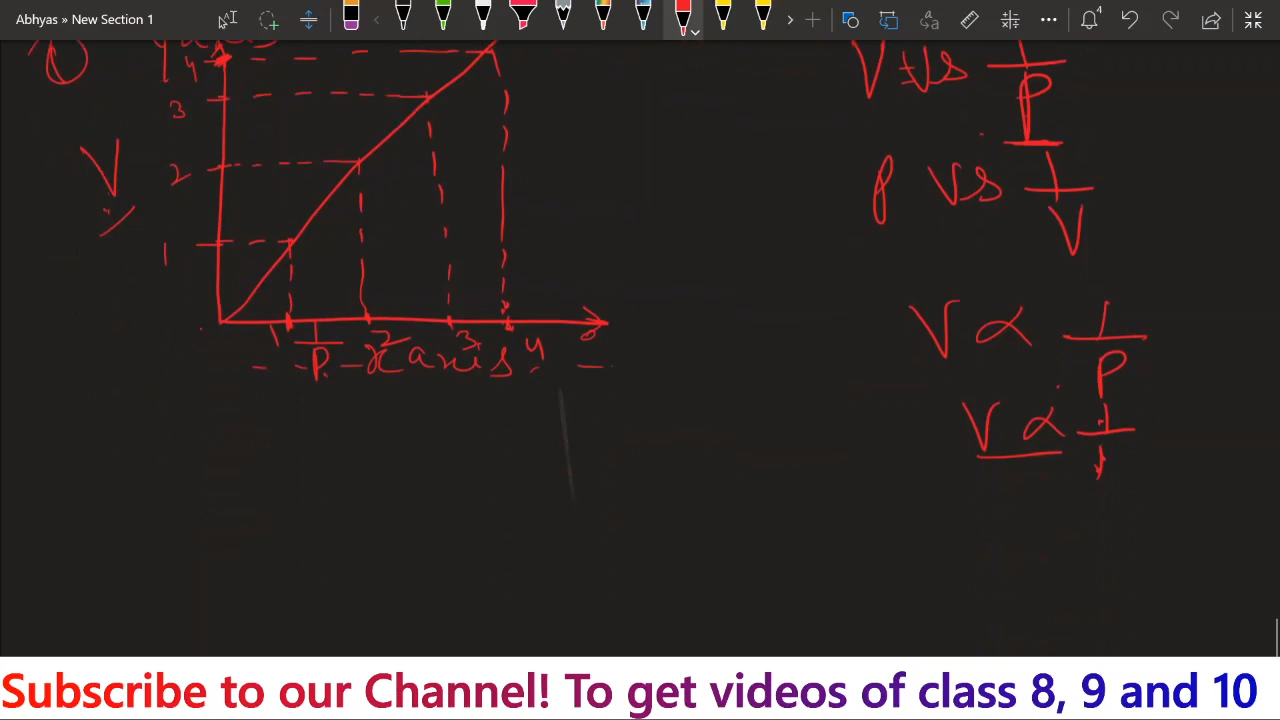 Abhyas » New Section 1
4
V vs 1/P
3
P vs 1/V
V
2
1
V ∝ 1/P
1 2 3 4
1/P - x axis
V ∝ 1/1
Subscribe to our Channel! To get videos of class 8, 9 and 10